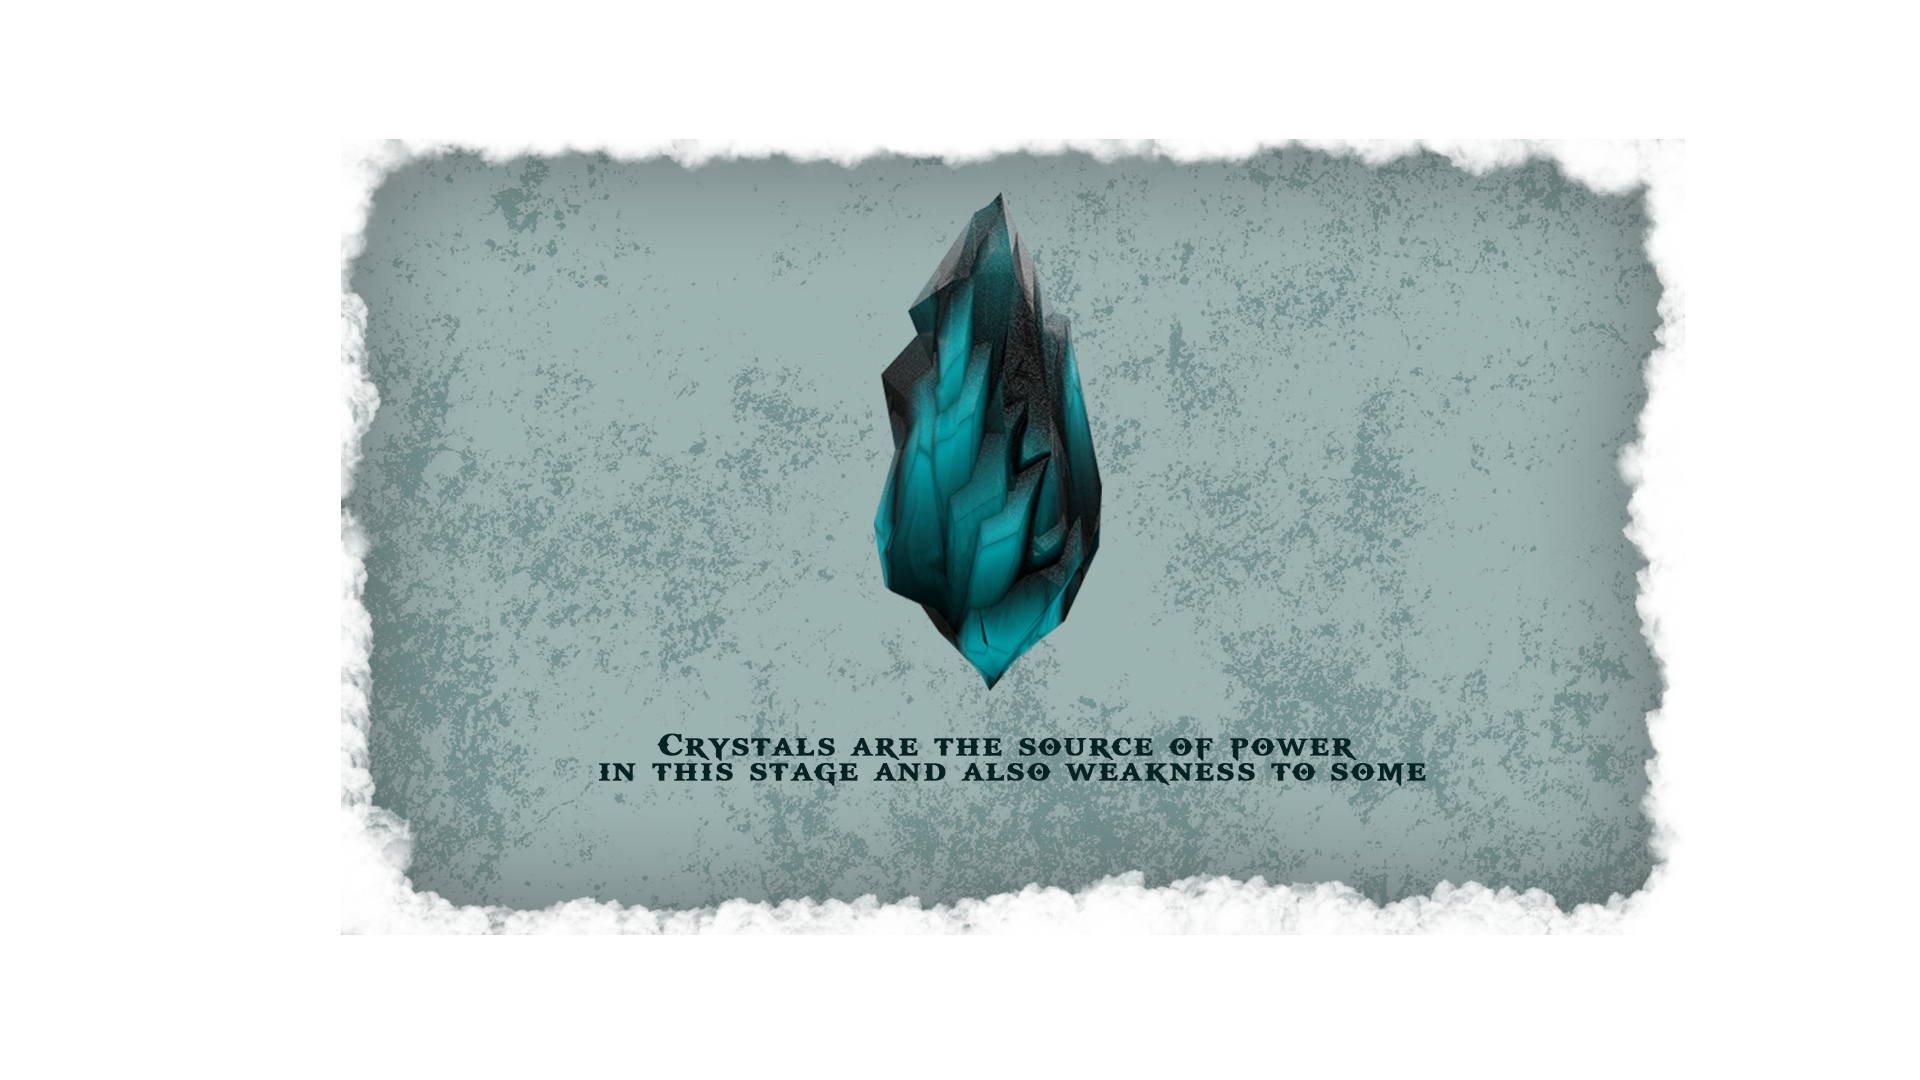 Crystals are the source of power
in this stage and also weakness to some